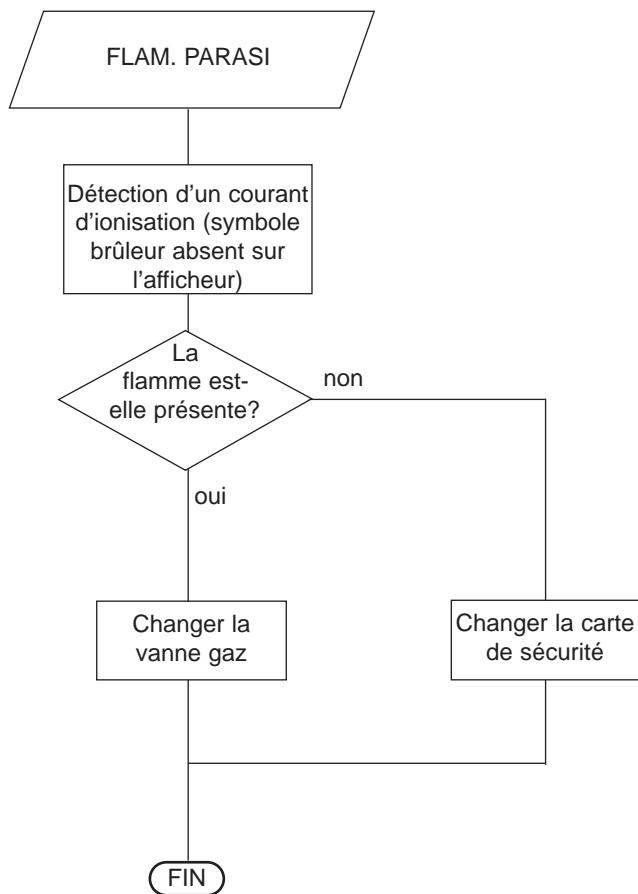 FLAM. PARASI
Détection d’un courant
d’ionisation (symbole
brûleur absent sur
l’afficheur)
La
flamme est-
elle présente?
non
oui
Changer la
vanne gaz
Changer la carte
de sécurité
FIN